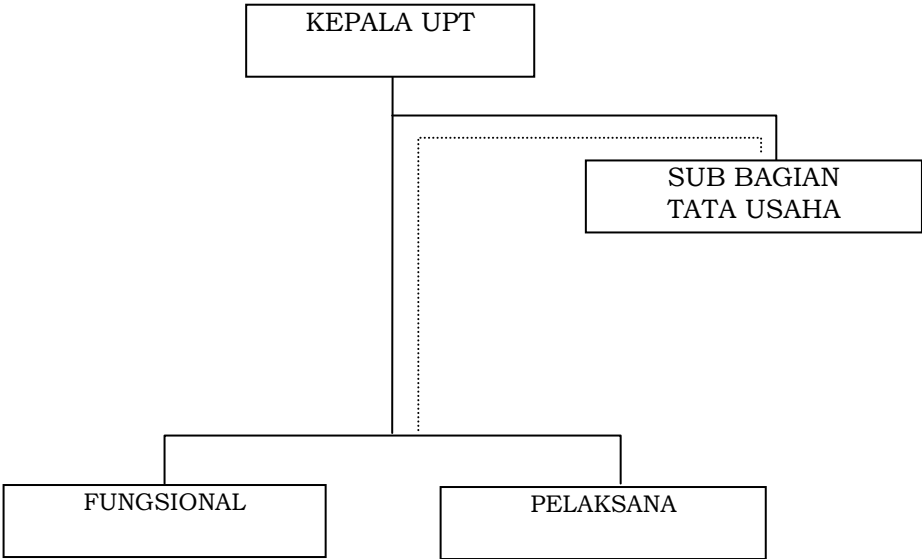 KEPALA UPT
SUB BAGIAN
TATA USAHA
FUNGSIONAL
PELAKSANA